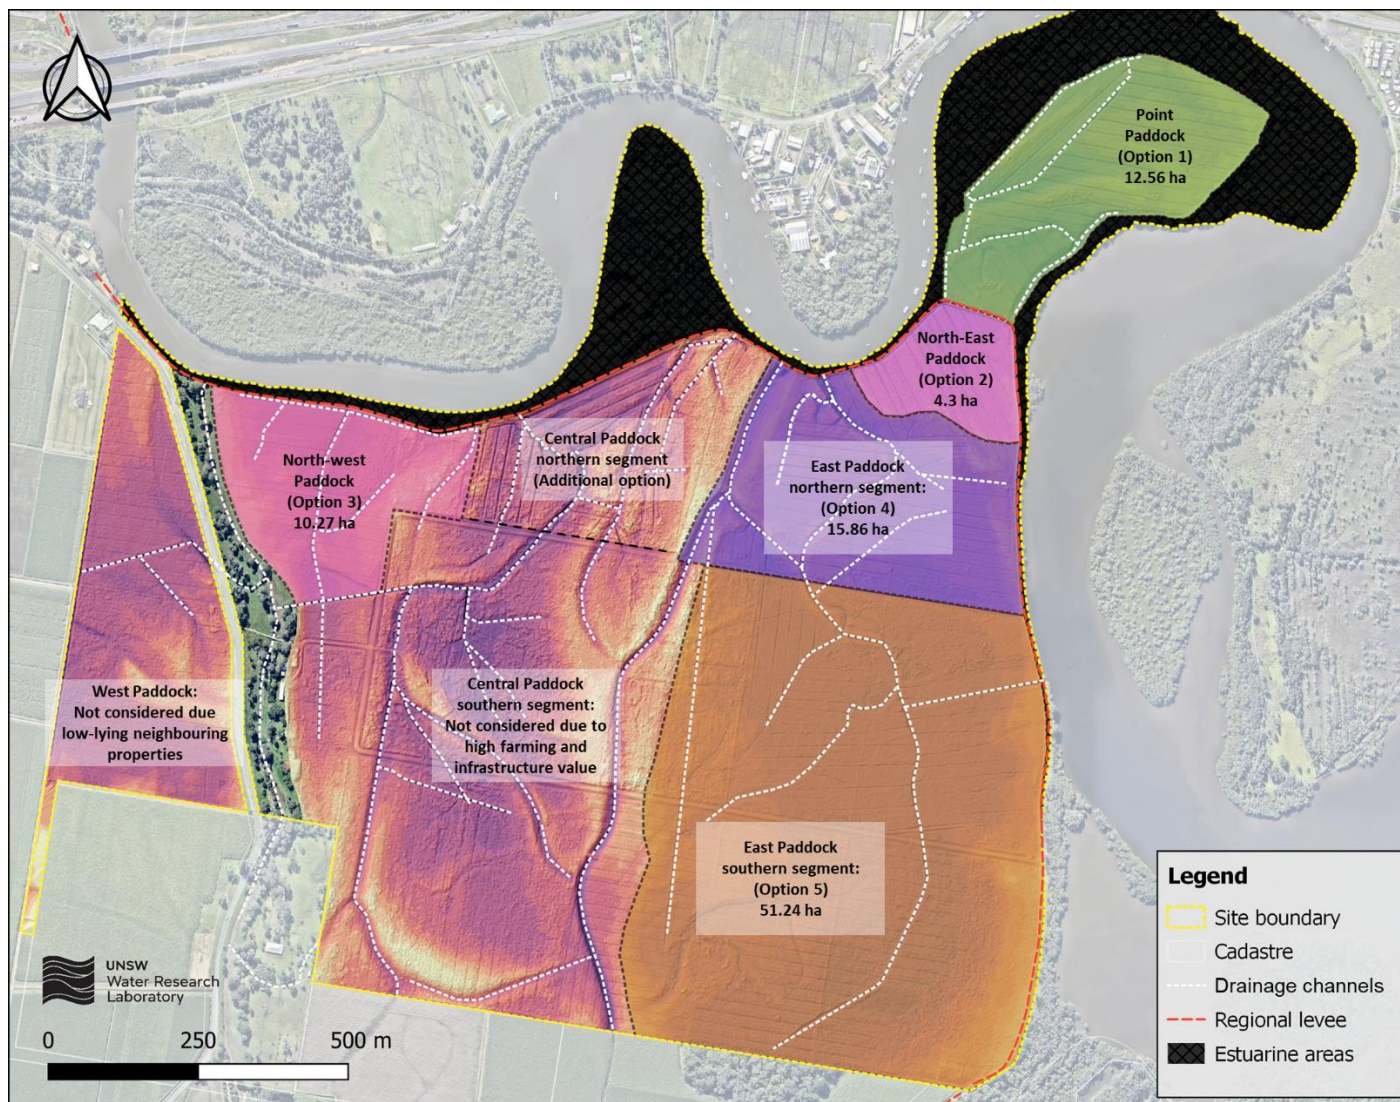 Point
Paddock
(Option 1)
12.56 ha
North-East
Paddock
(Option 2)
4.3 ha
Central Paddock
northern segment
(Additional option)
North-west
Paddock
(Option 3)
10.27 ha
East Paddock
northern segment:
(Option 4)
15.86 ha
West Paddock:
Not considered due
low-lying neighbouring
properties
Central Paddock
southern segment:
Not considered due to
high farming and
infrastructure value
East Paddock
southern segment:
(Option 5)
51.24 ha
Legend
Site boundary
Cadastre
Drainage channels
Regional levee
Estuarine areas
UNSW
Water Research
Laboratory
0 250 500 m